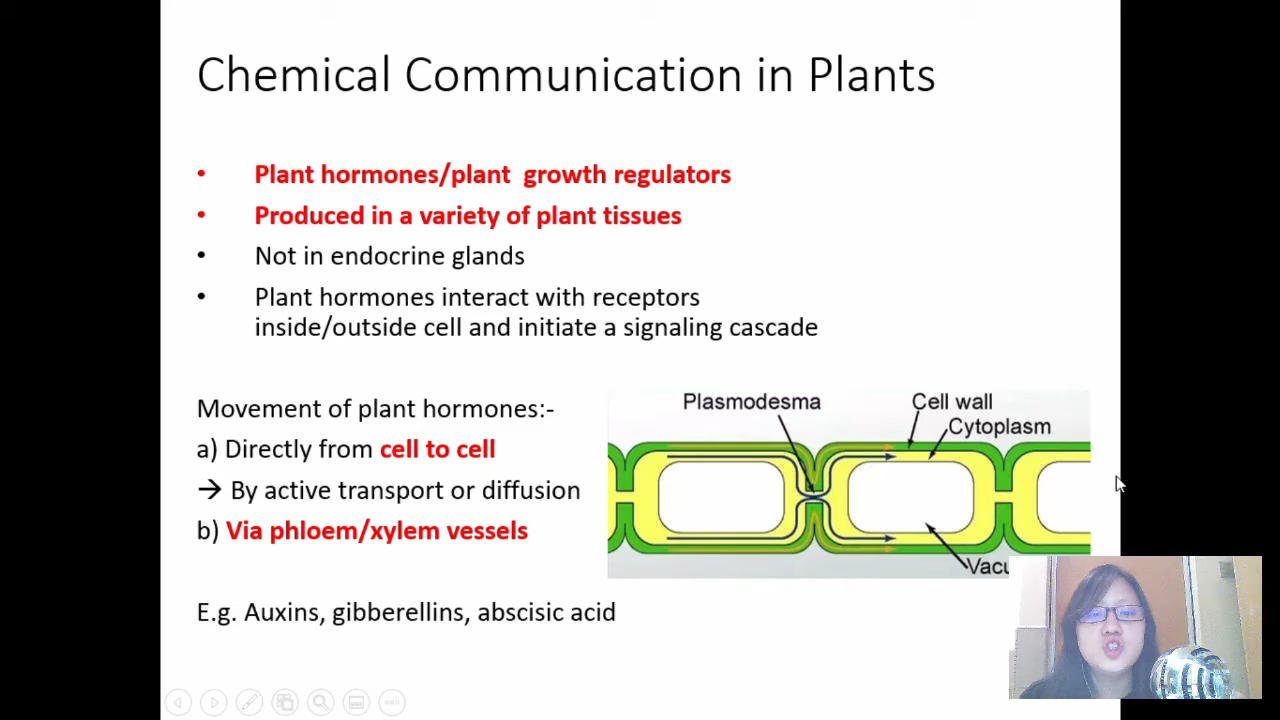 Chemical Communication in Plants
• Plant hormones/plant growth regulators
• Produced in a variety of plant tissues
• Not in endocrine glands
• Plant hormones interact with receptors
inside/outside cell and initiate a signaling cascade
Movement of plant hormones:-
a) Directly from cell to cell
→ By active transport or diffusion
b) Via phloem/xylem vessels
E.g. Auxins, gibberellins, abscisic acid
Plasmodesma
Cell wall
Cytoplasm